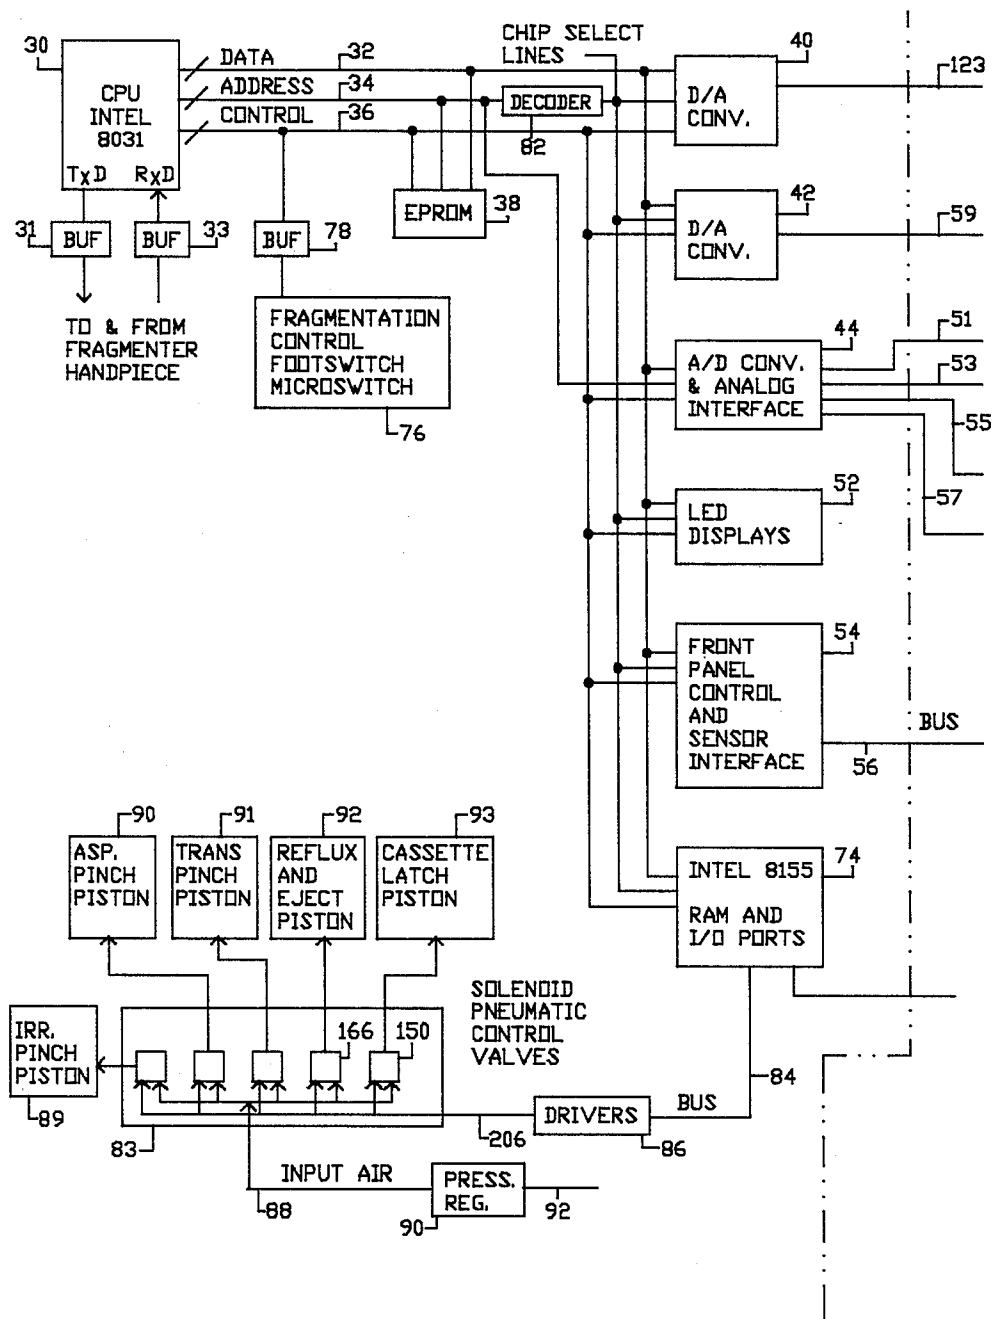 CHIP SELECT
LINES
30
DATA
32
40
123
CPU
INTEL
8031
ADDRESS
34
DECODER
D/A
CONV.
CONTROL
36
82
TXD RXD
EPROM
38
42
31
BUF
BUF
33
BUF
78
D/A
CONV.
59
TO & FROM
FRAGMENTER
HANDPIECE
FRAGMENTATION
CONTROL
FOOTSWITCH
MICROSWITCH
76
44
51
A/D CONV.
& ANALOG
INTERFACE
53
55
52
57
LED
DISPLAYS
54
FRONT
PANEL
CONTROL
AND
SENSOR
INTERFACE
BUS
56
90
91
92
93
ASP.
PINCH
PISTON
TRANS
PINCH
PISTON
REFLUX
AND
EJECT
PISTON
CASSETTE
LATCH
PISTON
INTEL 8155
74
RAM AND
I/O PORTS
SOLENOID
PNEUMATIC
CONTROL
VALVES
IRR.
PINCH
PISTON
166
150
84
89
BUS
DRIVERS
83
206
86
INPUT AIR
PRESS.
REG.
88
92
90